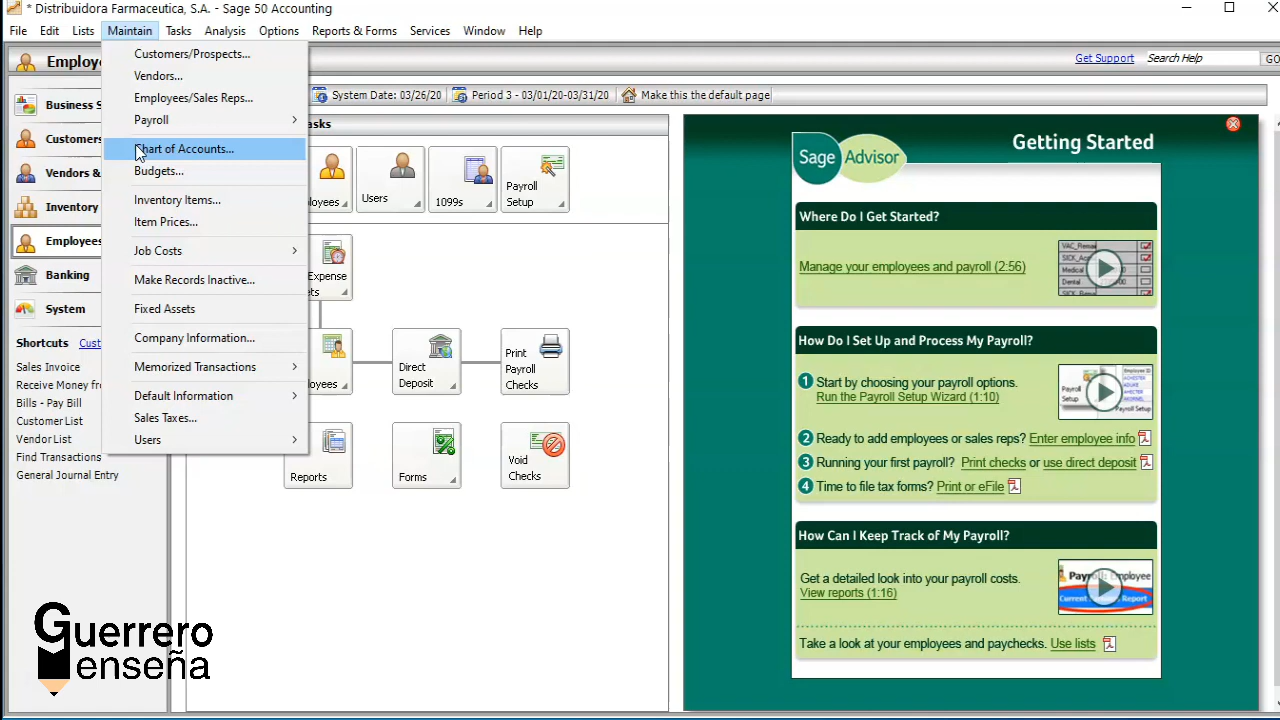 * Distribuidora Farmaceutica, S.A. - Sage 50 Accounting
File Edit Lists Maintain Tasks Analysis Options Reports & Forms Services Window Help
Get Support Search Help GO
System Date: 03/26/20 Period 3 - 03/01/20-03/31/20 Make this the default page
Customers/Prospects...
Vendors...
Employees/Sales Reps...
Payroll
Chart of Accounts...
Budgets...
Inventory Items...
Item Prices...
Job Costs
Make Records Inactive...
Fixed Assets
Company Information...
Memorized Transactions
Default Information
Sales Taxes...
Users
Business S
Customers
Vendors &
Inventory
Employees
Banking
System
Shortcuts Cust
Sales Invoice
Receive Money fro
Bills - Pay Bill
Customer List
Vendor List
Find Transactions
General Journal Entry
Users
1099s
Payroll
Setup
Expense
Direct
Deposit
Print
Payroll
Checks
Reports
Forms
Void
Checks
Sage Advisor
Getting Started
Where Do I Get Started?
Manage your employees and payroll (2:56)
How Do I Set Up and Process My Payroll?
1 Start by choosing your payroll options.
Run the Payroll Setup Wizard (1:10)
2 Ready to add employees or sales reps? Enter employee info
3 Running your first payroll? Print checks or use direct deposit
4 Time to file tax forms? Print or eFile
How Can I Keep Track of My Payroll?
Get a detailed look into your payroll costs.
View reports (1:16)
Take a look at your employees and paychecks. Use lists
Guerrero
enseña